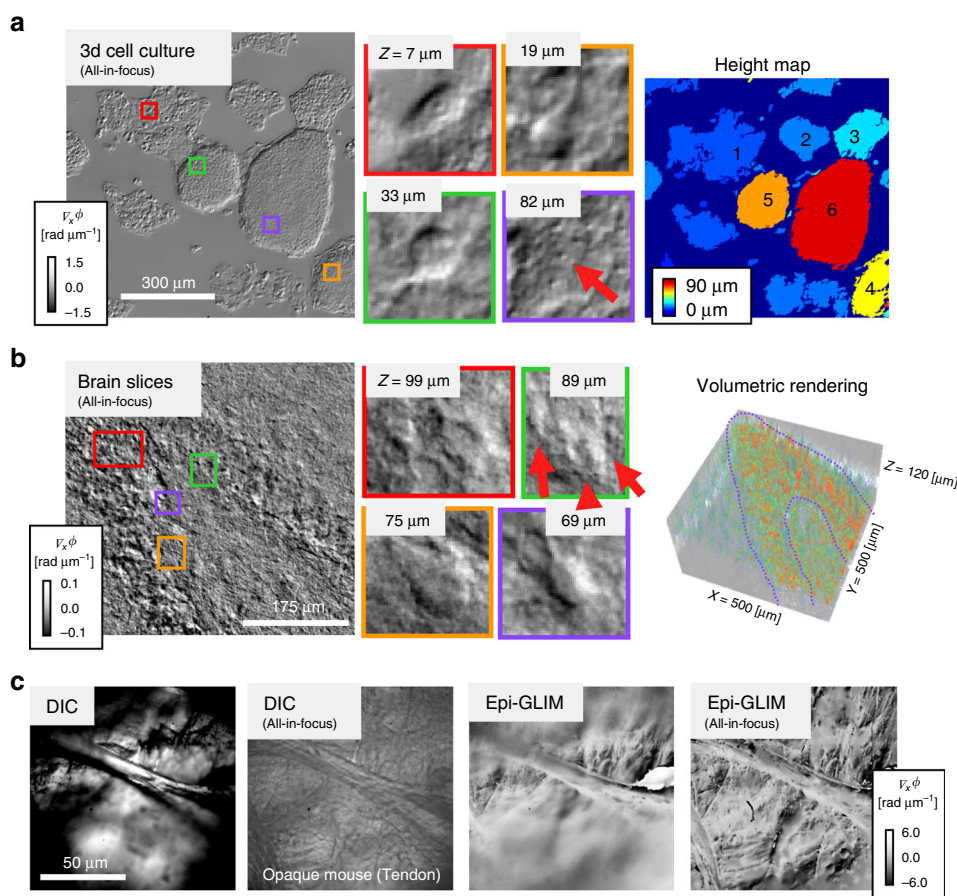 a
3d cell culture
(All-in-focus)
∇ₓ ϕ
[rad μm⁻¹]
1.5
0.0
−1.5
300 μm
Z = 7 μm
19 μm
33 μm
82 μm
Height map
1
2
3
5
6
4
90 μm
0 μm
b
Brain slices
(All-in-focus)
∇ₓ ϕ
[rad μm⁻¹]
0.1
0.0
−0.1
175 μm
Z = 99 μm
89 μm
75 μm
69 μm
Volumetric rendering
Z = 120 [μm]
Y = 500 [μm]
X = 500 [μm]
c
DIC
50 μm
DIC
(All-in-focus)
Opaque mouse (Tendon)
Epi-GLIM
Epi-GLIM
(All-in-focus)
∇ₓ ϕ
[rad μm⁻¹]
6.0
0.0
−6.0